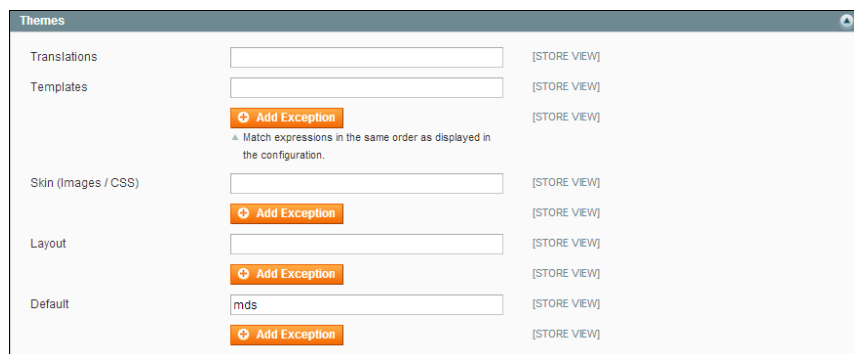 Themes
Translations [STORE VIEW]
Templates [STORE VIEW]
Add Exception [STORE VIEW]
Match expressions in the same order as displayed in
the configuration.
Skin (Images / CSS) [STORE VIEW]
Add Exception [STORE VIEW]
Layout [STORE VIEW]
Add Exception [STORE VIEW]
Default mds [STORE VIEW]
Add Exception [STORE VIEW]